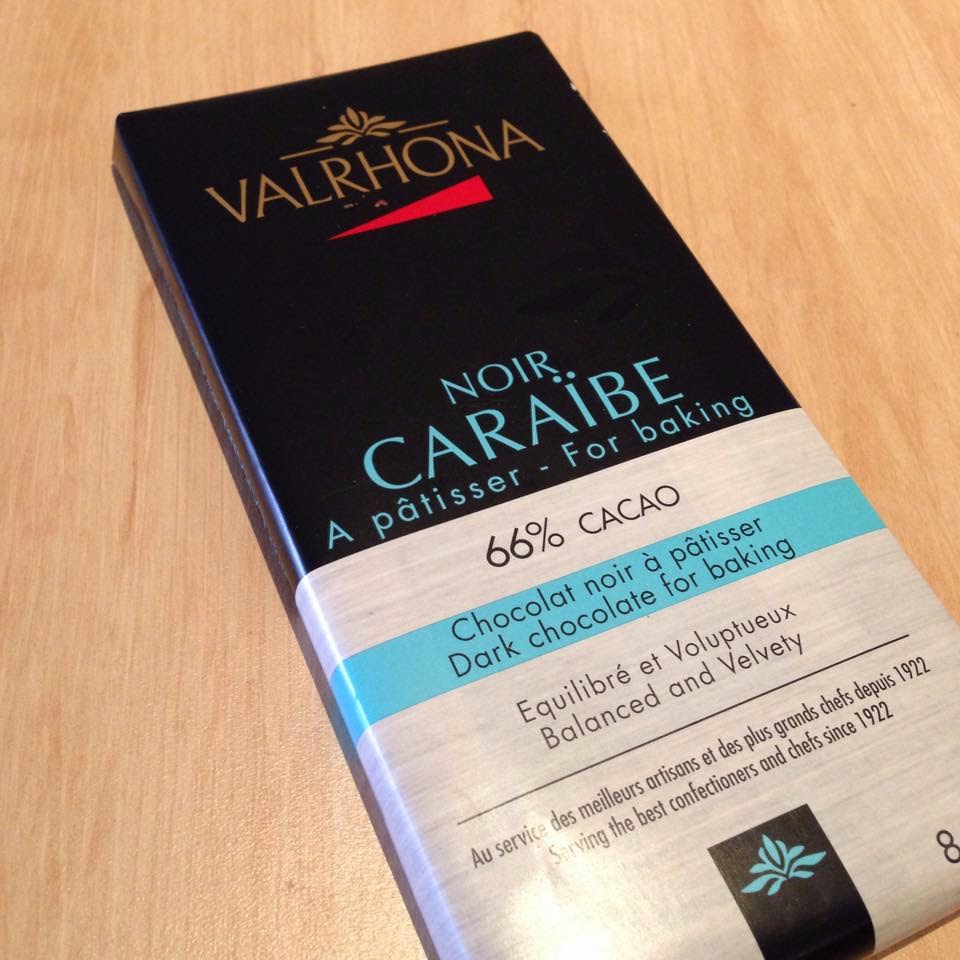 VALRHONA
NOIR
CARAÏBE
A pâtisser - For baking
66% CACAO
Chocolat noir à pâtisser
Dark chocolate for baking
Equilibré et Voluptueux
Balanced and Velvety
Au service des meilleurs artisans et des plus grands chefs depuis 1922
Serving the best confectioners and chefs since 1922
8